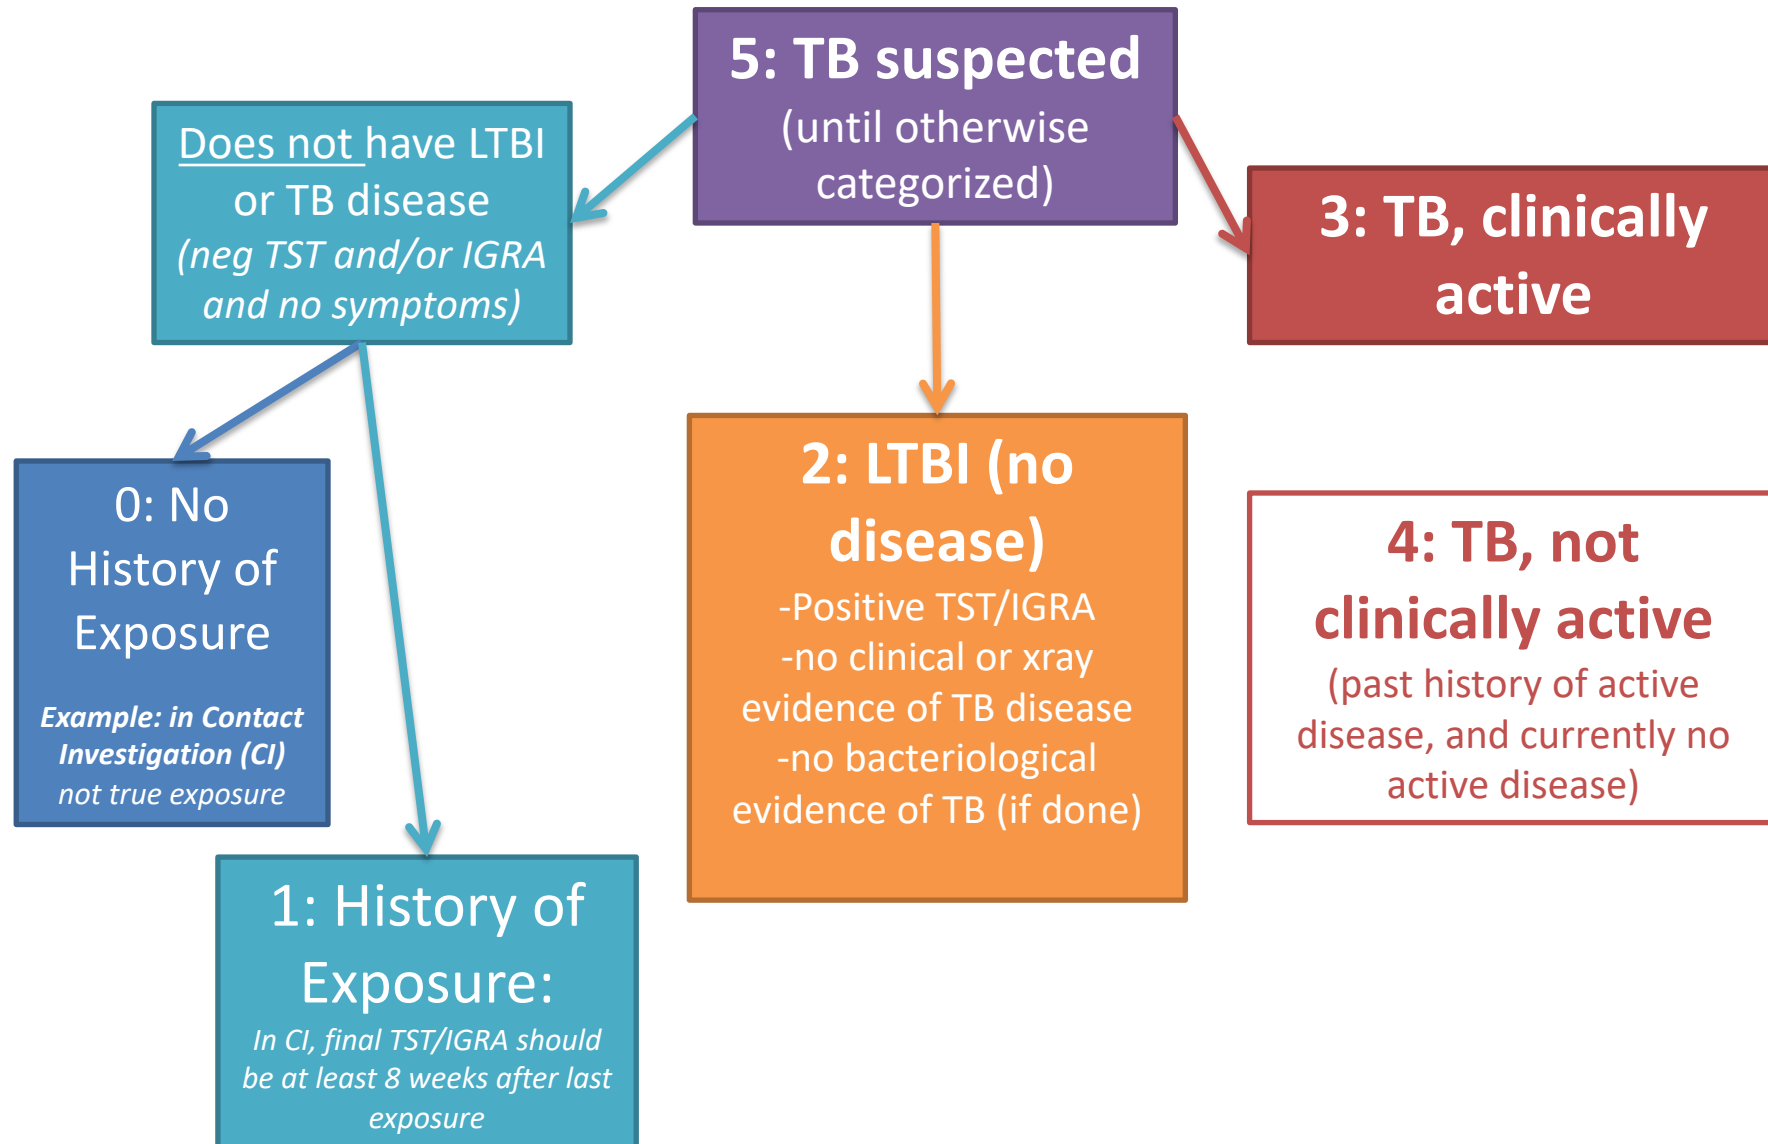 5: TB suspected
(until otherwise
categorized)
Does not have LTBI
or TB disease
(neg TST and/or IGRA
and no symptoms)
3: TB, clinically
active
2: LTBI (no
disease)
-Positive TST/IGRA
-no clinical or xray
evidence of TB disease
-no bacteriological
evidence of TB (if done)
4: TB, not
clinically active
(past history of active
disease, and currently no
active disease)
0: No
History of
Exposure
Example: in Contact
Investigation (CI)
not true exposure
1: History of
Exposure:
In CI, final TST/IGRA should
be at least 8 weeks after last
exposure